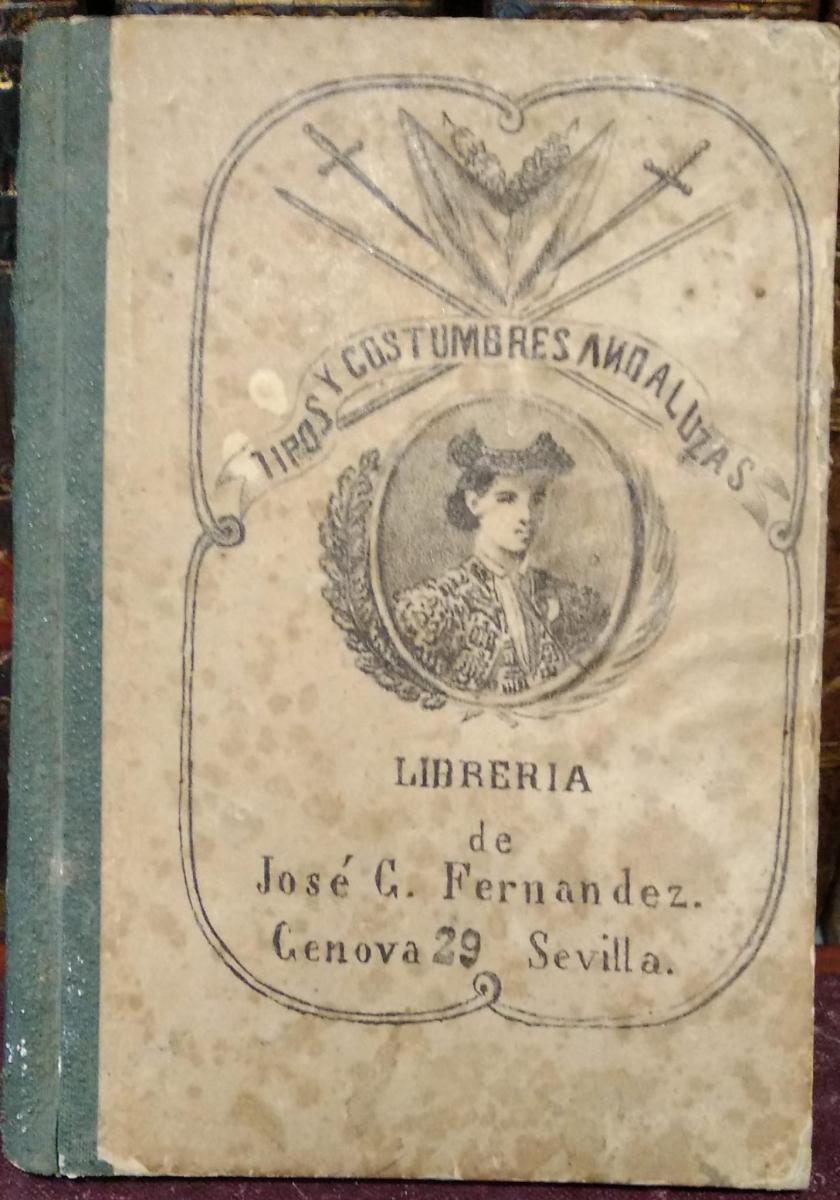 TIPOS Y COSTUMBRES ANDALUZAS
LIBRERIA
de
José G. Fernandez.
Genova 29 Sevilla.